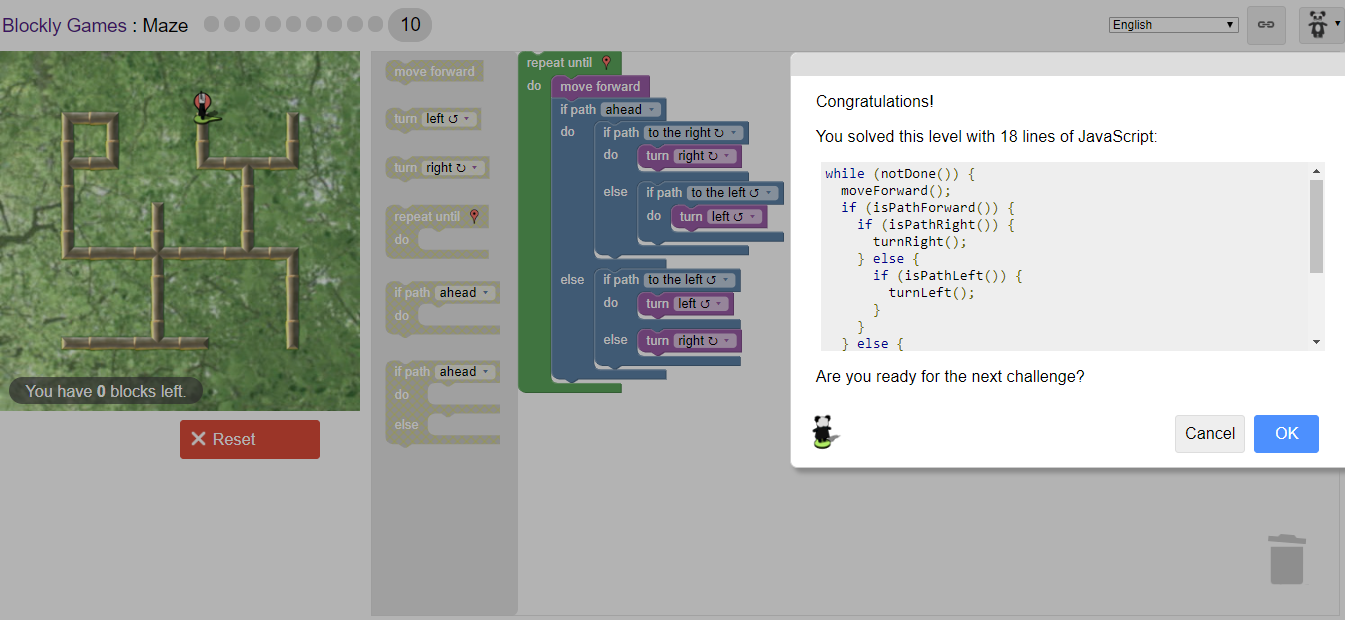 Blockly Games : Maze 10
English
move forward
turn left ↺
turn right ↻
repeat until
do
if path ahead
do
if path ahead
do
else
repeat until
do
move forward
if path ahead
do
if path to the right ↻
do
turn right ↻
else
if path to the left ↺
do
turn left ↺
else
if path to the left ↺
do
turn left ↺
else
turn right ↻
You have 0 blocks left.
Reset
Congratulations!
You solved this level with 18 lines of JavaScript:
while (notDone()) {
moveForward();
if (isPathForward()) {
if (isPathRight()) {
turnRight();
} else {
if (isPathLeft()) {
turnLeft();
}
}
} else {
Are you ready for the next challenge?
Cancel
OK